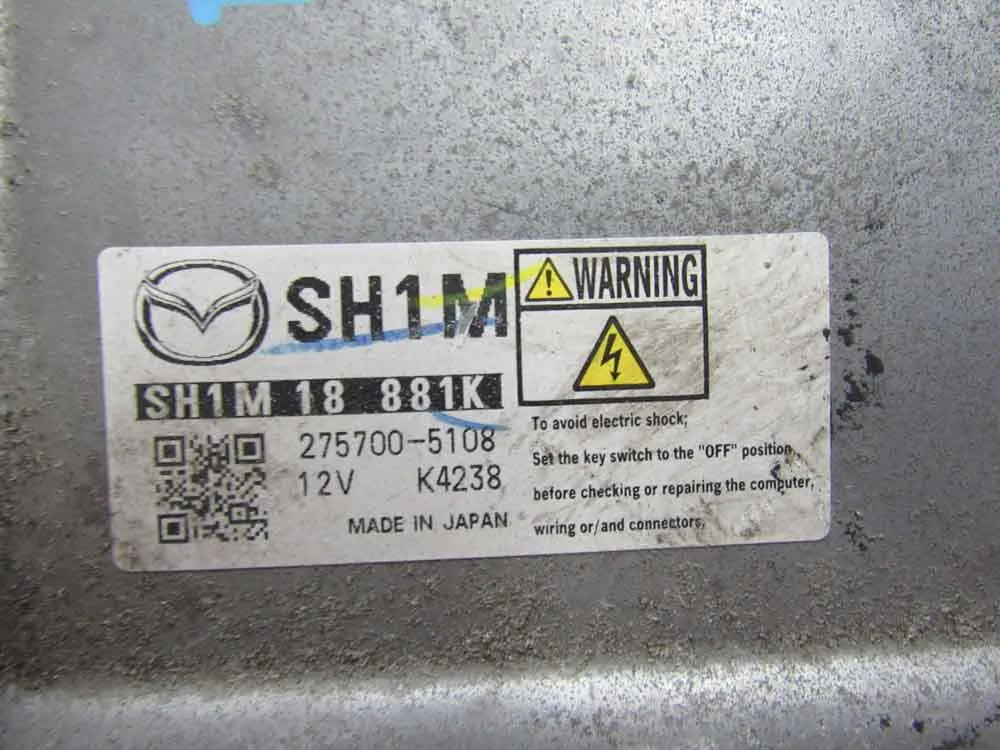 SH1M
SH1M 18 881K
275700-5108
12V K4238
MADE IN JAPAN
WARNING
To avoid electric shock;
Set the key switch to the "OFF" position
before checking or repairing the computer,
wiring or/and connectors.